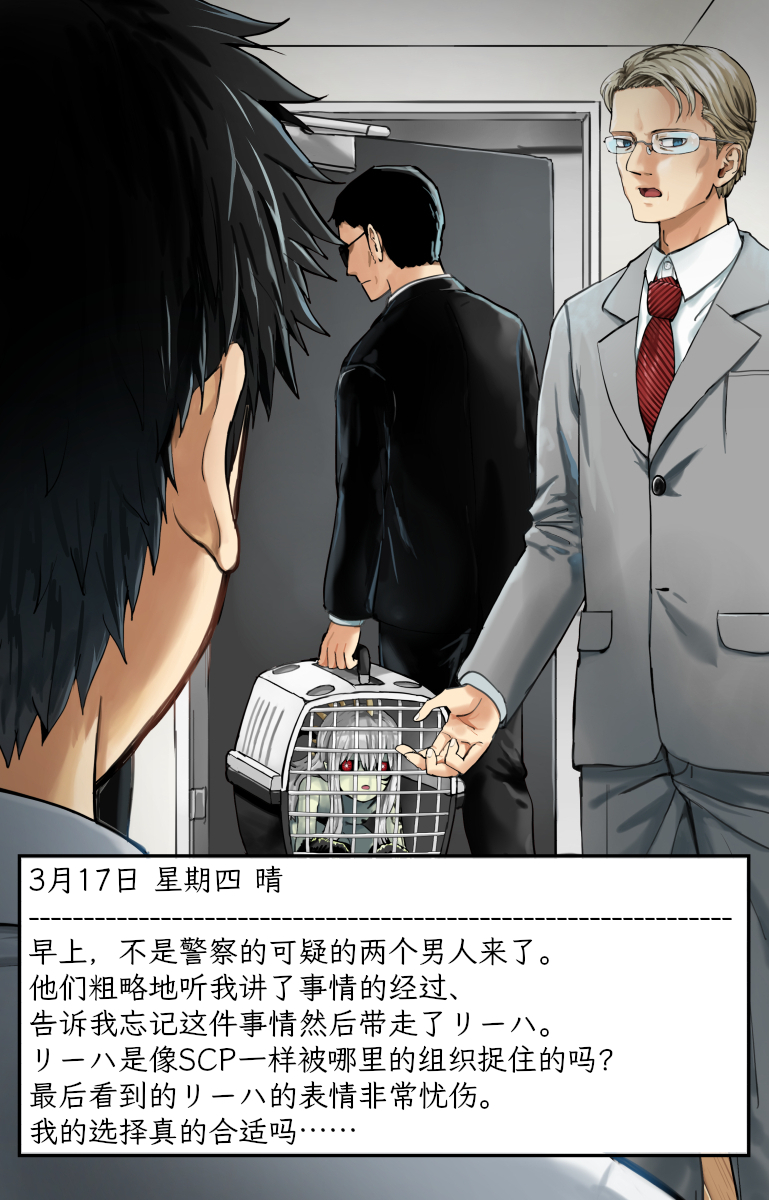 3月17日 星期四 晴
早上，不是警察的可疑的两个男人来了。
他们粗略地听我讲了事情的经过、
告诉我忘记这件事情然后带走了リーハ。
リーハ是像SCP一样被哪里的组织捉住的吗？
最后看到的リーハ的表情非常忧伤。
我的选择真的合适吗……